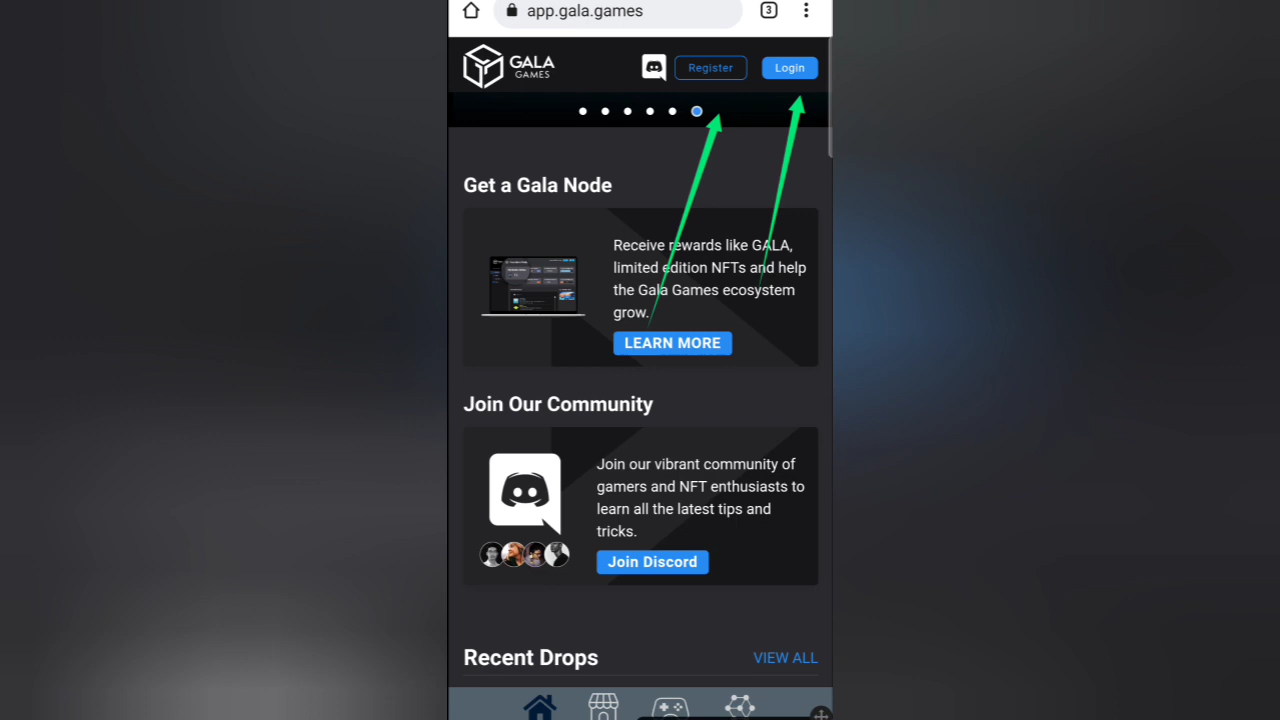 app.gala.games
3
GALA
GAMES
Register
Login
Get a Gala Node
Receive rewards like GALA,
limited edition NFTs and help
the Gala Games ecosystem
grow.
LEARN MORE
Join Our Community
Join our vibrant community of
gamers and NFT enthusiasts to
learn all the latest tips and
tricks.
Join Discord
Recent Drops
VIEW ALL